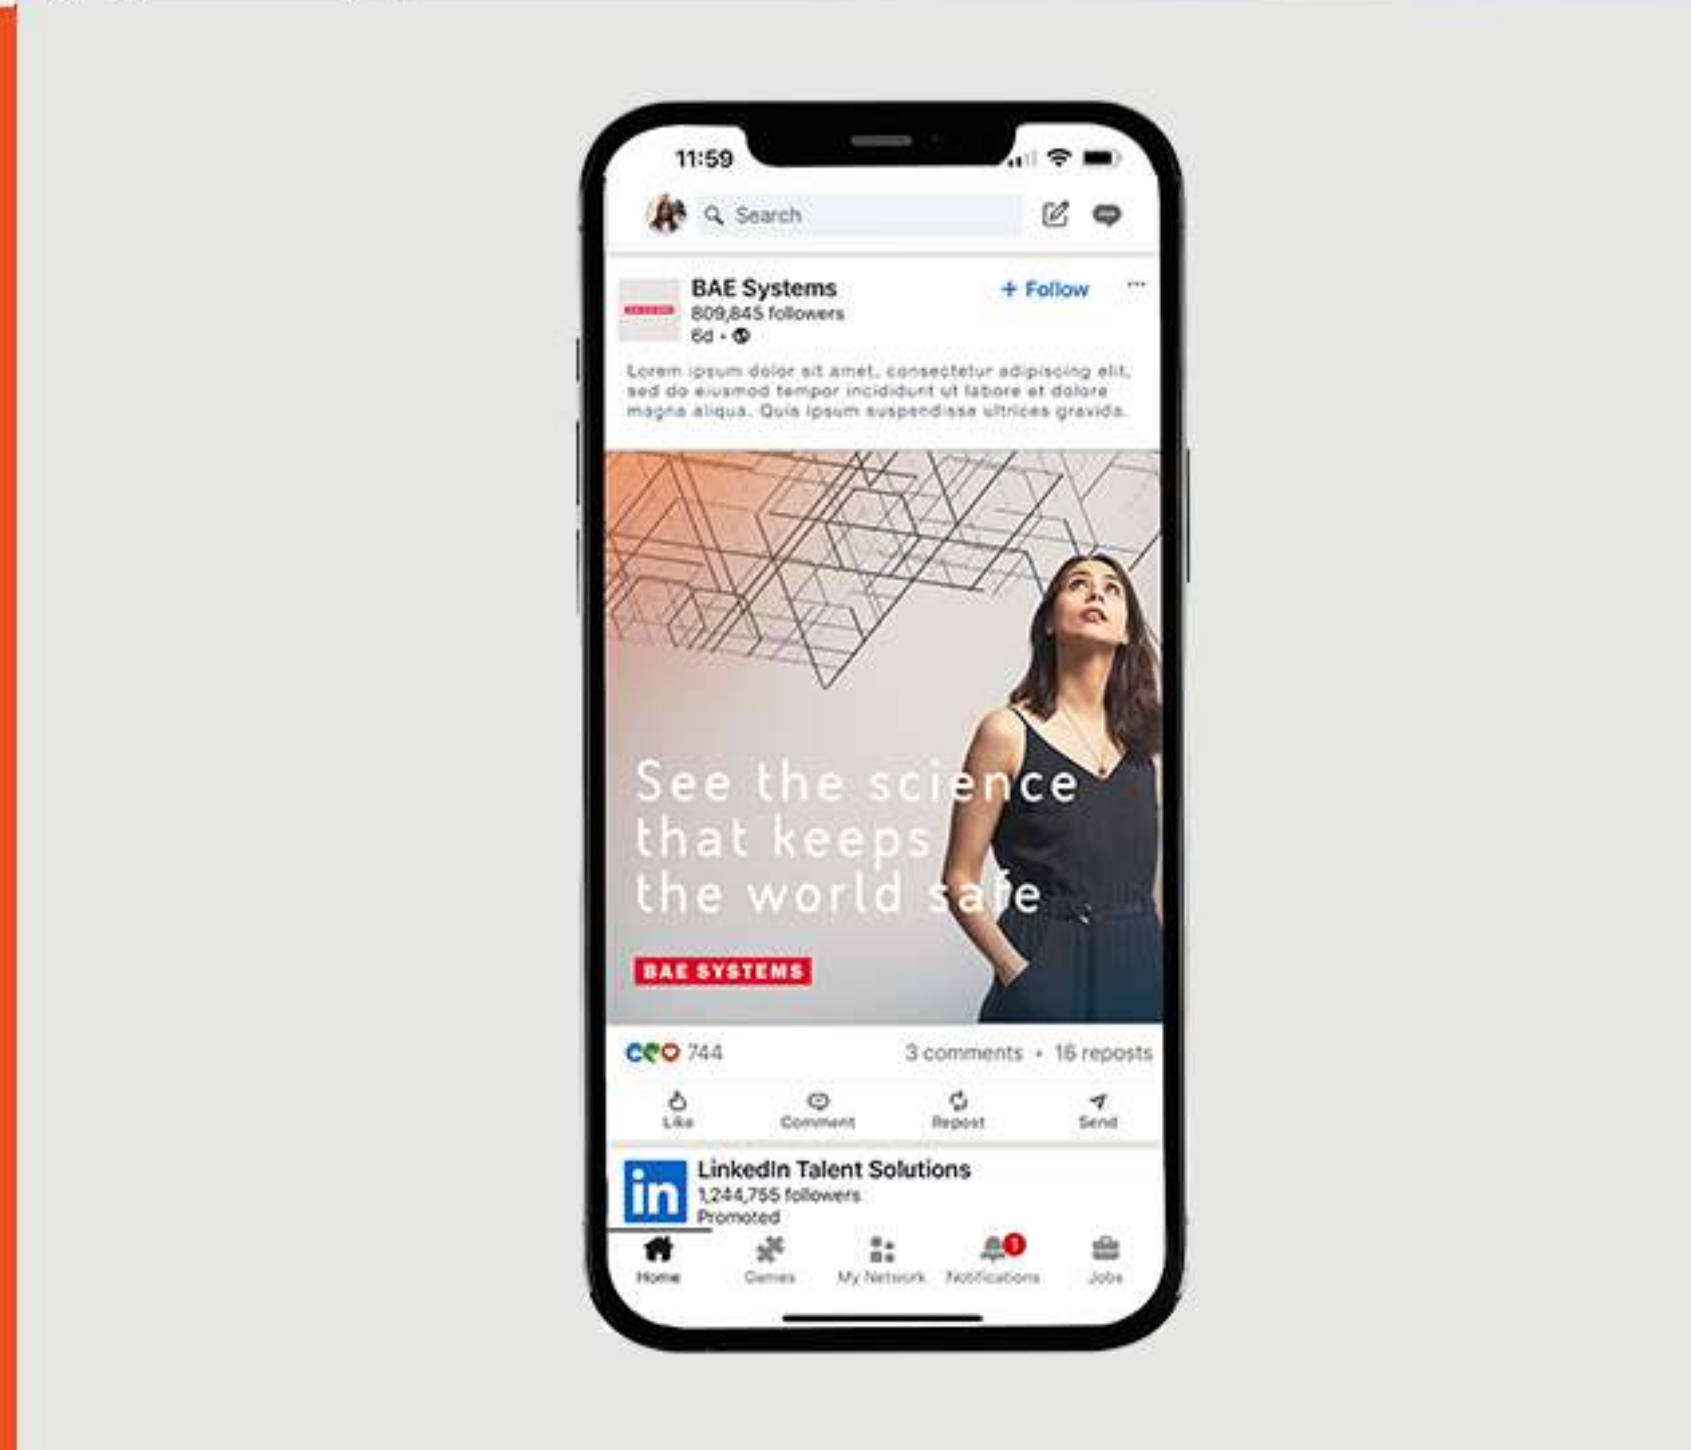 11:59
Search
BAE Systems
+ Follow
809,845 followers
6d •
Lorem ipsum dolor sit amet, consectetur adipiscing elit,
sed do eiusmod tempor incididunt ut labore et dolore
magna aliqua. Quis ipsum suspendisse ultrices gravida.
See the science
that keeps
the world safe
BAE SYSTEMS
744
3 comments • 16 reposts
Like
Comment
Repost
Send
in
LinkedIn Talent Solutions
1,244,755 followers
Promoted
1
Home
Games
My Network
Notifications
Jobs